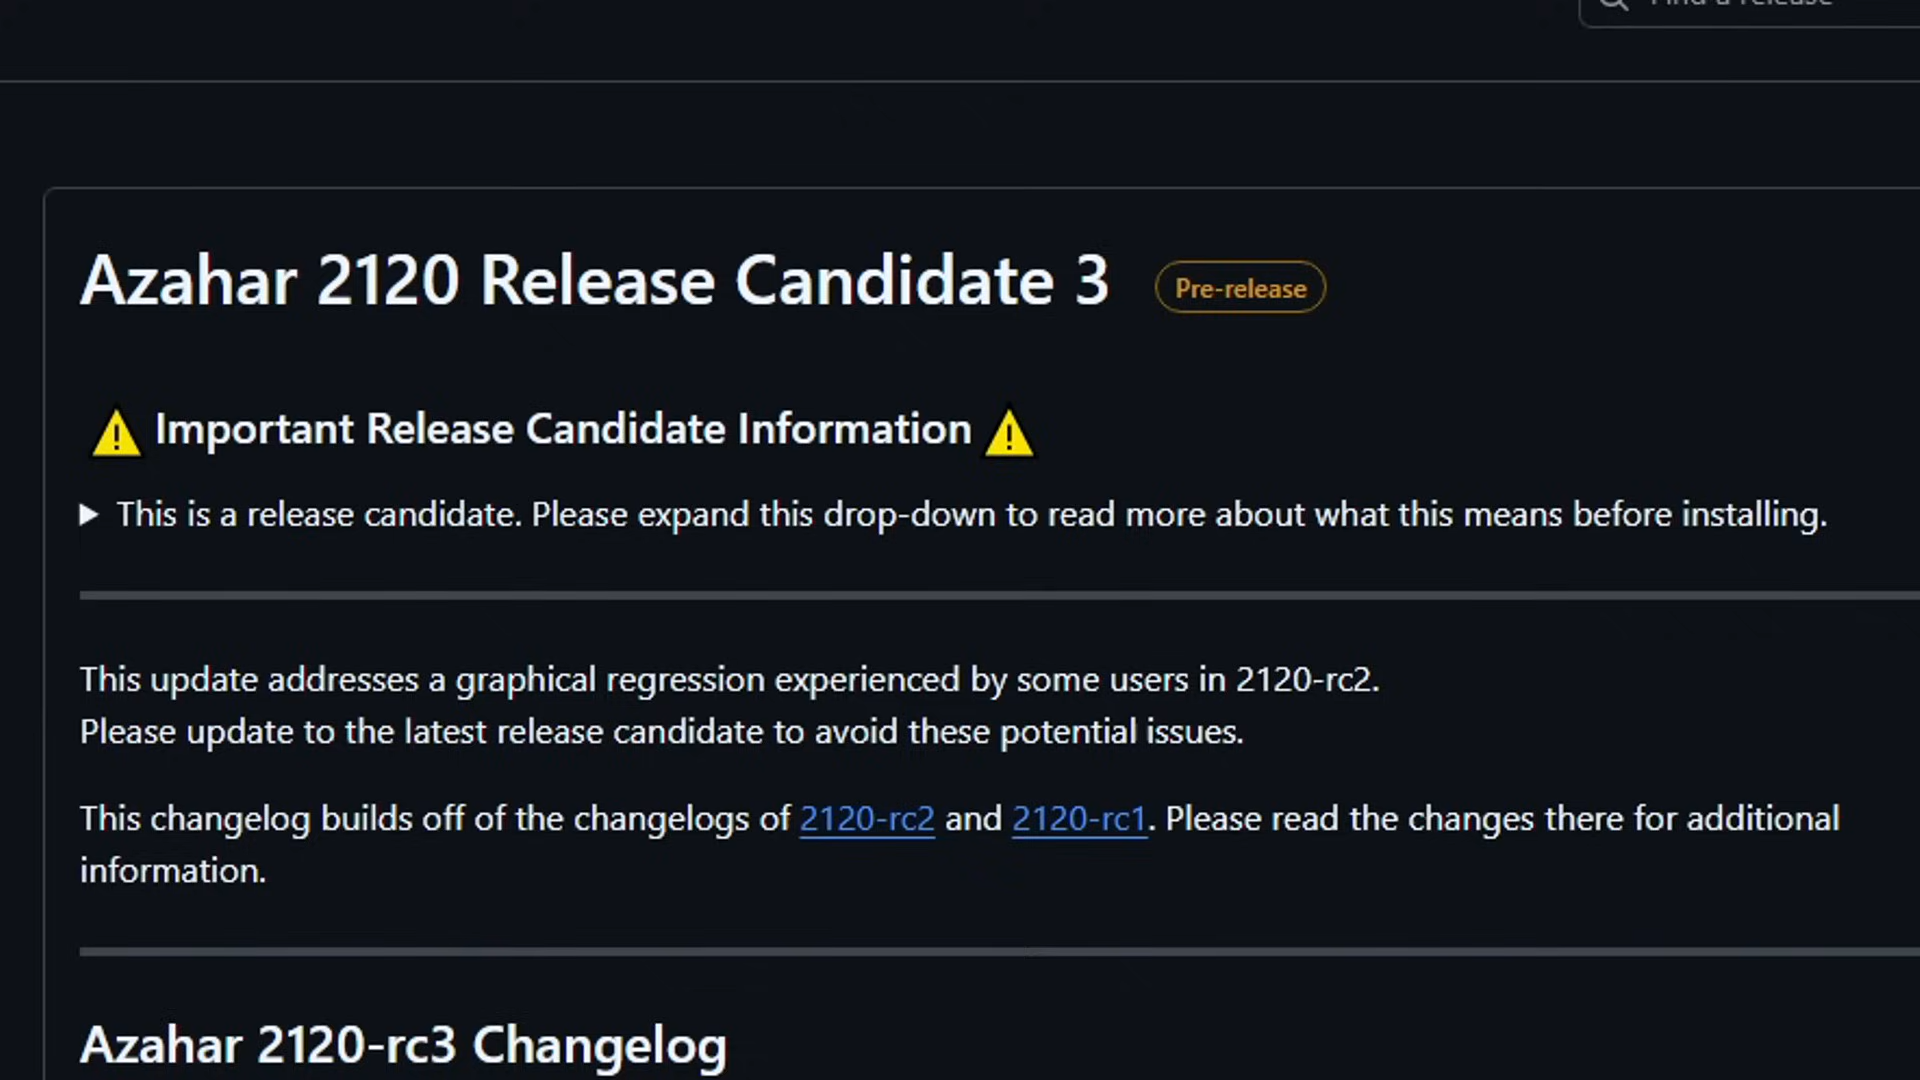 Find a release
Azahar 2120 Release Candidate 3 Pre-release
⚠ Important Release Candidate Information ⚠
▶ This is a release candidate. Please expand this drop-down to read more about what this means before installing.
This update addresses a graphical regression experienced by some users in 2120-rc2.
Please update to the latest release candidate to avoid these potential issues.
This changelog builds off of the changelogs of 2120-rc2 and 2120-rc1. Please read the changes there for additional
information.
Azahar 2120-rc3 Changelog